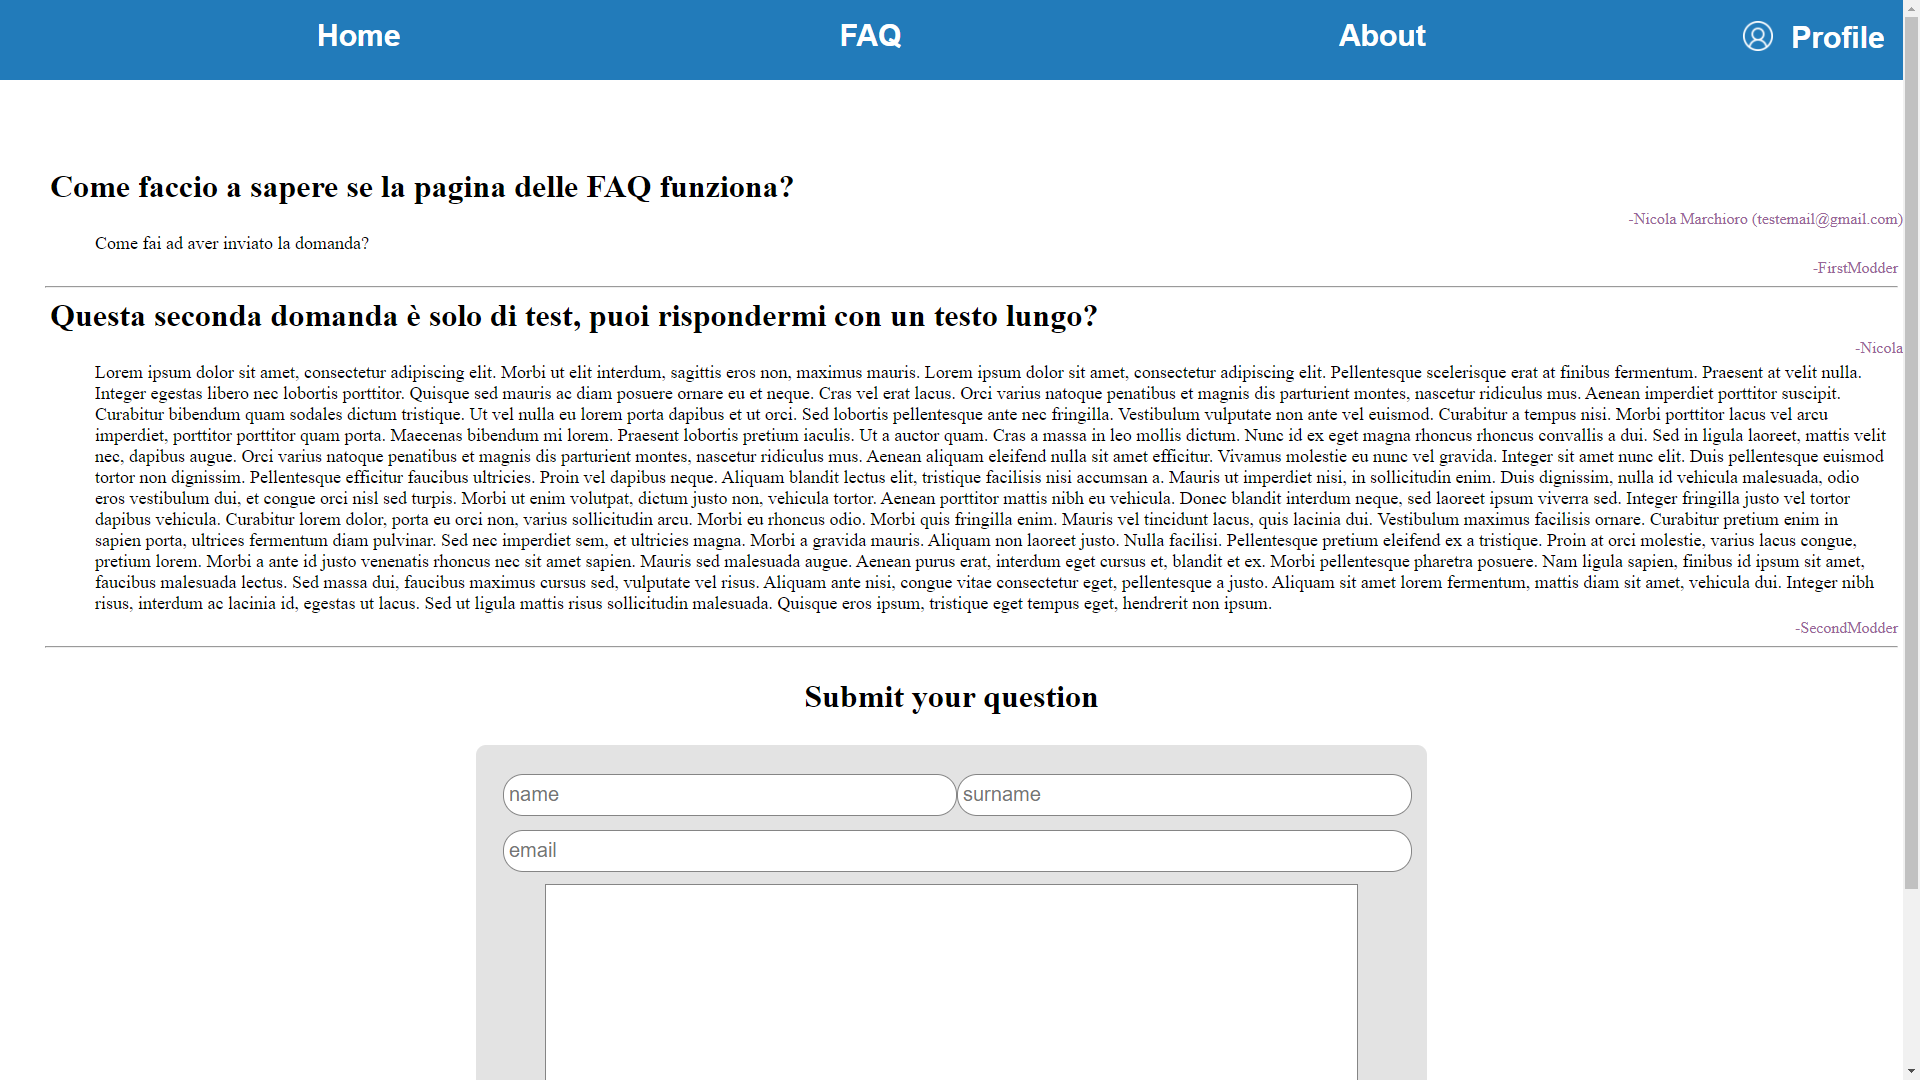 Home FAQ About Profile
Come faccio a sapere se la pagina delle FAQ funziona?
-Nicola Marchioro (testemail@gmail.com)
Come fai ad aver inviato la domanda?
-FirstModder
Questa seconda domanda è solo di test, puoi rispondermi con un testo lungo?
-Nicola
Lorem ipsum dolor sit amet, consectetur adipiscing elit. Morbi ut elit interdum, sagittis eros non, maximus mauris. Lorem ipsum dolor sit amet, consectetur adipiscing elit. Pellentesque scelerisque erat at finibus fermentum. Praesent at velit nulla.
Integer egestas libero nec lobortis porttitor. Quisque sed mauris ac diam posuere ornare eu et neque. Cras vel erat lacus. Orci varius natoque penatibus et magnis dis parturient montes, nascetur ridiculus mus. Aenean imperdiet porttitor suscipit.
Curabitur bibendum quam sodales dictum tristique. Ut vel nulla eu lorem porta dapibus et ut orci. Sed lobortis pellentesque ante nec fringilla. Vestibulum vulputate non ante vel euismod. Curabitur a tempus nisi. Morbi porttitor lacus vel arcu
imperdiet, porttitor porttitor quam porta. Maecenas bibendum mi lorem. Praesent lobortis pretium iaculis. Ut a auctor quam. Cras a massa in leo mollis dictum. Nunc id ex eget magna rhoncus rhoncus convallis a dui. Sed in ligula laoreet, mattis velit
nec, dapibus augue. Orci varius natoque penatibus et magnis dis parturient montes, nascetur ridiculus mus. Aenean aliquam eleifend nulla sit amet efficitur. Vivamus molestie eu nunc vel gravida. Integer sit amet nunc elit. Duis pellentesque euismod
tortor non dignissim. Pellentesque efficitur faucibus ultricies. Proin vel dapibus neque. Aliquam blandit lectus elit, tristique facilisis nisi accumsan a. Mauris ut imperdiet nisi, in sollicitudin enim. Duis dignissim, nulla id vehicula malesuada, odio
eros vestibulum dui, et congue orci nisl sed turpis. Morbi ut enim volutpat, dictum justo non, vehicula tortor. Aenean porttitor mattis nibh eu vehicula. Donec blandit interdum neque, sed laoreet ipsum viverra sed. Integer fringilla justo vel tortor
dapibus vehicula. Curabitur lorem dolor, porta eu orci non, varius sollicitudin arcu. Morbi eu rhoncus odio. Morbi quis fringilla enim. Mauris vel tincidunt lacus, quis lacinia dui. Vestibulum maximus facilisis ornare. Curabitur pretium enim in
sapien porta, ultrices fermentum diam pulvinar. Sed nec imperdiet sem, et ultricies magna. Morbi a gravida mauris. Aliquam non laoreet justo. Nulla facilisi. Pellentesque pretium eleifend ex a tristique. Proin at orci molestie, varius lacus congue,
pretium lorem. Morbi a ante id justo venenatis rhoncus nec sit amet sapien. Mauris sed malesuada augue. Aenean purus erat, interdum eget cursus et, blandit et ex. Morbi pellentesque pharetra posuere. Nam ligula sapien, finibus id ipsum sit amet,
faucibus malesuada lectus. Sed massa dui, faucibus maximus cursus sed, vulputate vel risus. Aliquam ante nisi, congue vitae consectetur eget, pellentesque a justo. Aliquam sit amet lorem fermentum, mattis diam sit amet, vehicula dui. Integer nibh
risus, interdum ac lacinia id, egestas ut lacus. Sed ut ligula mattis risus sollicitudin malesuada. Quisque eros ipsum, tristique eget tempus eget, hendrerit non ipsum.
-SecondModder
Submit your question
name surname
email